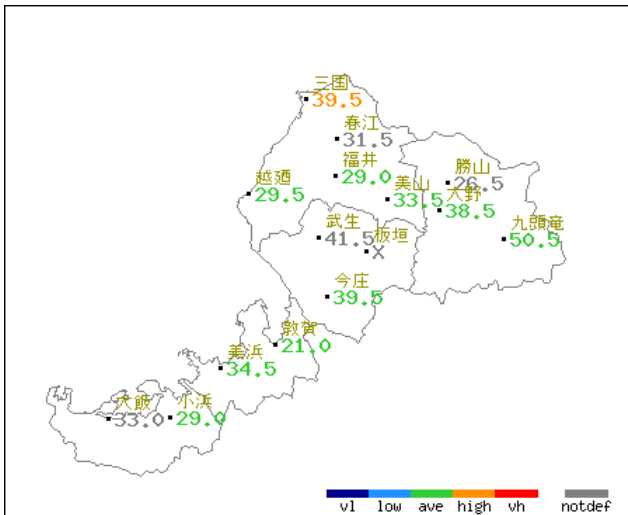 三国
39.5
春江
31.5
福井
29.0
勝山
26.5
越廼
29.5
美山
33.5
大野
38.5
九頭竜
50.5
武生
41.5
板垣
X
今庄
39.5
敦賀
21.0
美浜
34.5
大飯
33.0
小浜
29.0
vl low ave high vh notdef